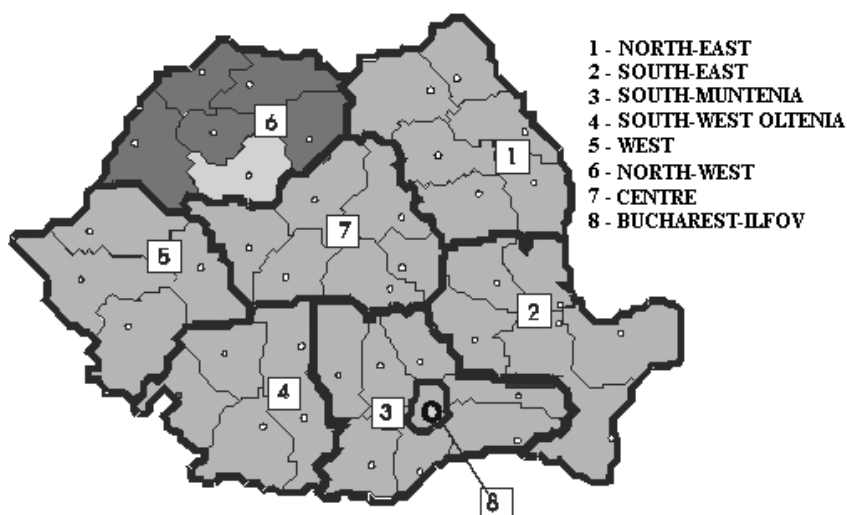 1 - NORTH-EAST
2 - SOUTH-EAST
3 - SOUTH-MUNTENIA
4 - SOUTH-WEST OLTENIA
5 - WEST
6 - NORTH-WEST
7 - CENTRE
8 - BUCHAREST-ILFOV
6
1
7
5
2
4
3
8